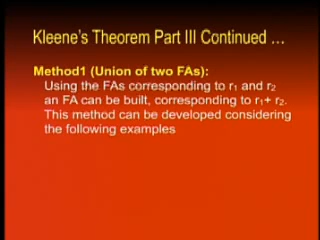 Kleene's Theorem Part III Continued …
Method1 (Union of two FAs):
Using the FAs corresponding to r₁ and r₂
an FA can be built, corresponding to r₁+ r₂.
This method can be developed considering
the following examples